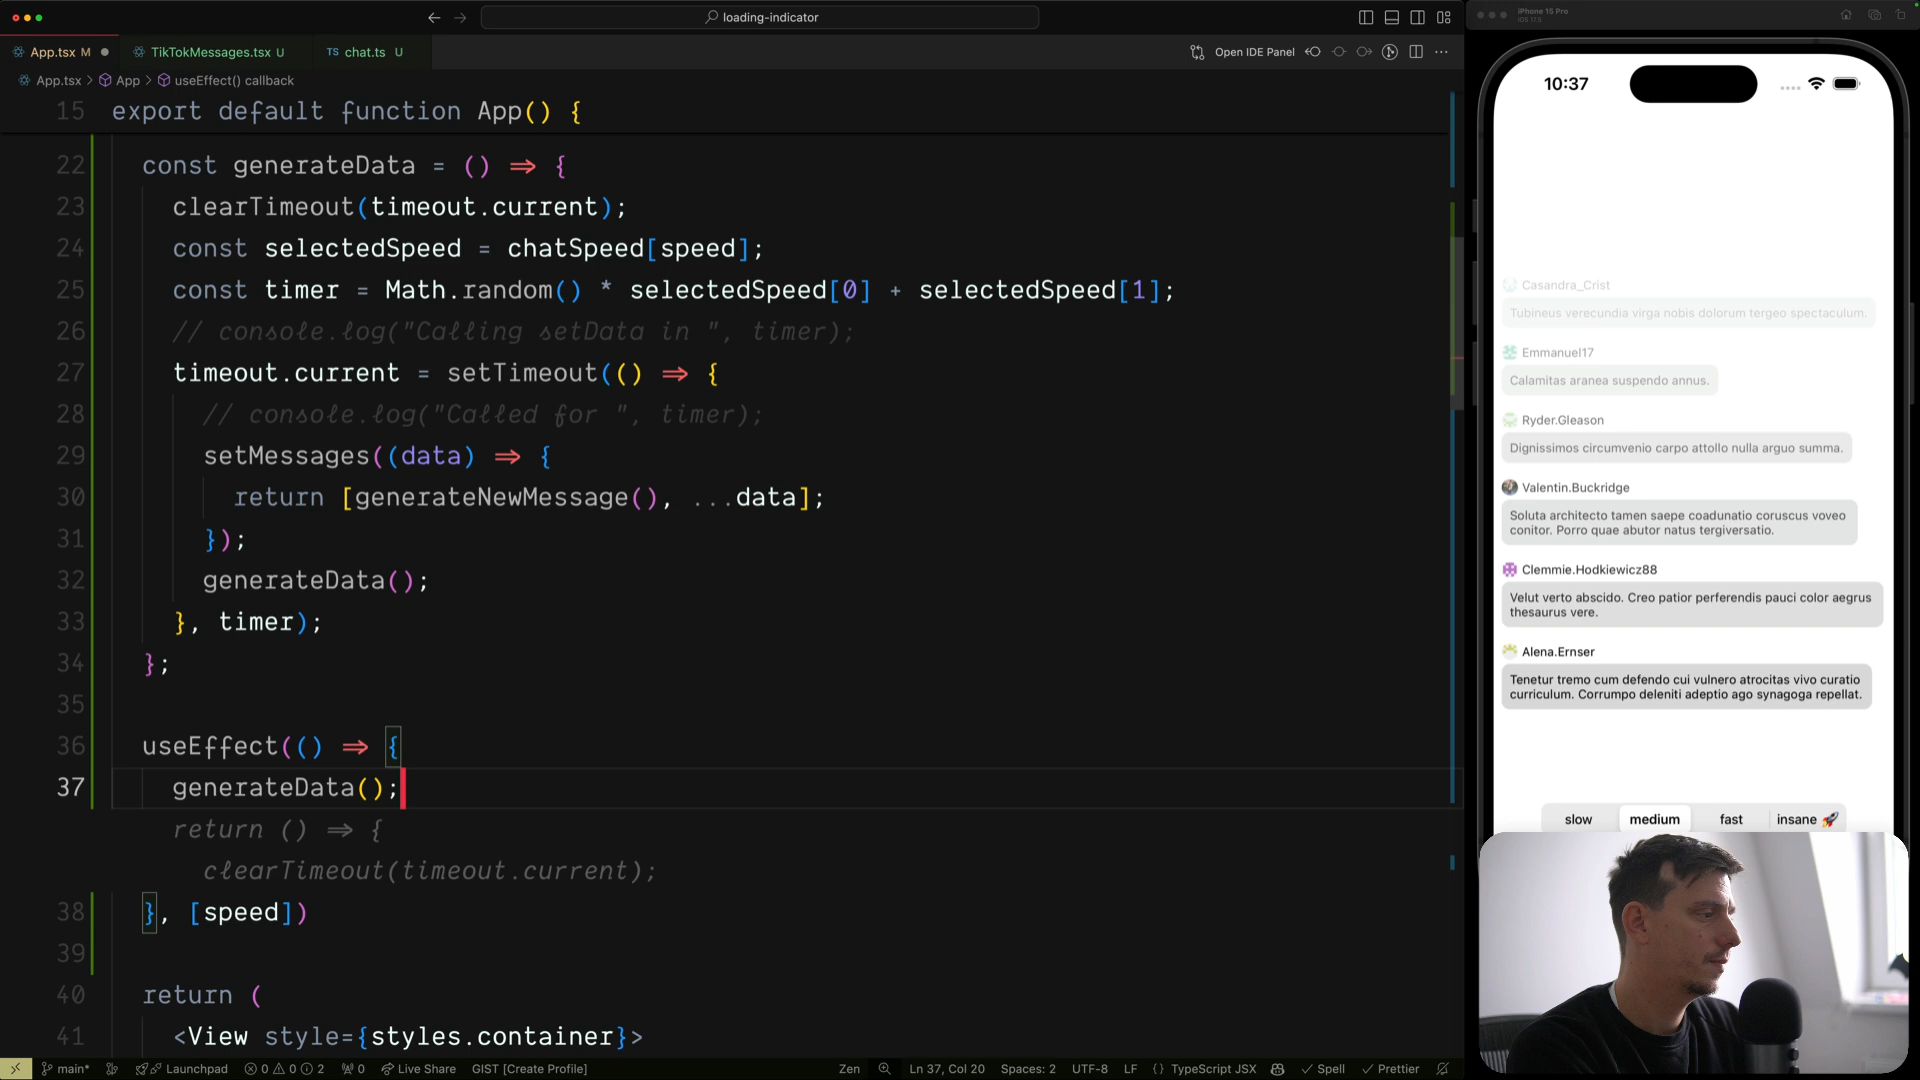 loading-indicator
iPhone 15 Pro
iOS 17.5
App.tsx M
TikTokMessages.tsx U
TS chat.ts U
Open IDE Panel
App.tsx > App > useEffect() callback
15 export default function App() {
22 const generateData = () => {
23 clearTimeout(timeout.current);
24 const selectedSpeed = chatSpeed[speed];
25 const timer = Math.random() * selectedSpeed[0] + selectedSpeed[1];
26 // console.log("Calling setData in ", timer);
27 timeout.current = setTimeout(() => {
28 // console.log("Called for ", timer);
29 setMessages((data) => {
30 return [generateNewMessage(), ...data];
31 });
32 generateData();
33 }, timer);
34 };
35
36 useEffect(() => {
37 generateData();
return () => {
clearTimeout(timeout.current);
38 }, [speed])
39
40 return (
41 <View style={styles.container}>
main*
Launchpad
0 0 2
0
Live Share
GIST [Create Profile]
Zen
Ln 37, Col 20
Spaces: 2
UTF-8
LF
{} TypeScript JSX
Spell
Prettier
10:37
Casandra_Crist
Tubineus verecundia virga nobis dolorum tergeo spectaculum.
Emmanuel17
Calamitas aranea suspendo annus.
Ryder.Gleason
Dignissimos circumvenio carpo attollo nulla arguo summa.
Valentin.Buckridge
Soluta architecto tamen saepe coadunatio coruscus voveo
conitor. Porro quae abutor natus tergiversatio.
Clemmie.Hodkiewicz88
Velut verto abscido. Creo patior perferendis pauci color aegrus
thesaurus vere.
Alena.Ernser
Tenetur tremo cum defendo cui vulnero atrocitas vivo curatio
curriculum. Corrumpo deleniti adeptio ago synagoga repellat.
slow medium fast insane 🚀